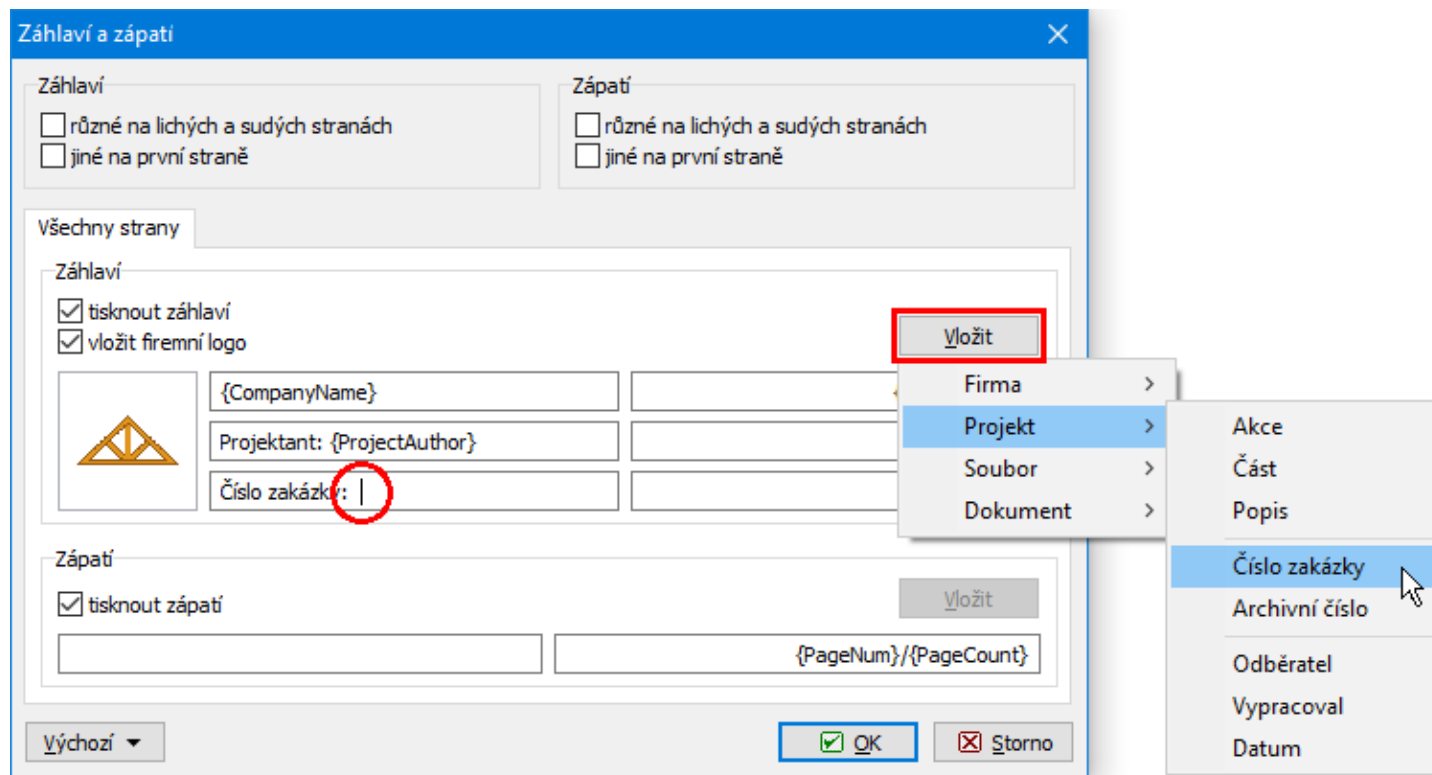 Záhlaví a zápatí
Záhlaví
různé na lichých a sudých stranách
jiné na první straně
Zápatí
různé na lichých a sudých stranách
jiné na první straně
Všechny strany
Záhlaví
tisknout záhlaví
vložit firemní logo
Vložit
{CompanyName}
{
Projektant: {ProjectAuthor}
Číslo zakázky:
Firma
Projekt
Soubor
Dokument
Akce
Část
Popis
Číslo zakázky
Archivní číslo
Odběratel
Vypracoval
Datum
Zápatí
tisknout zápatí
Vložit
{PageNum}/{PageCount}
Výchozí
OK
Storno